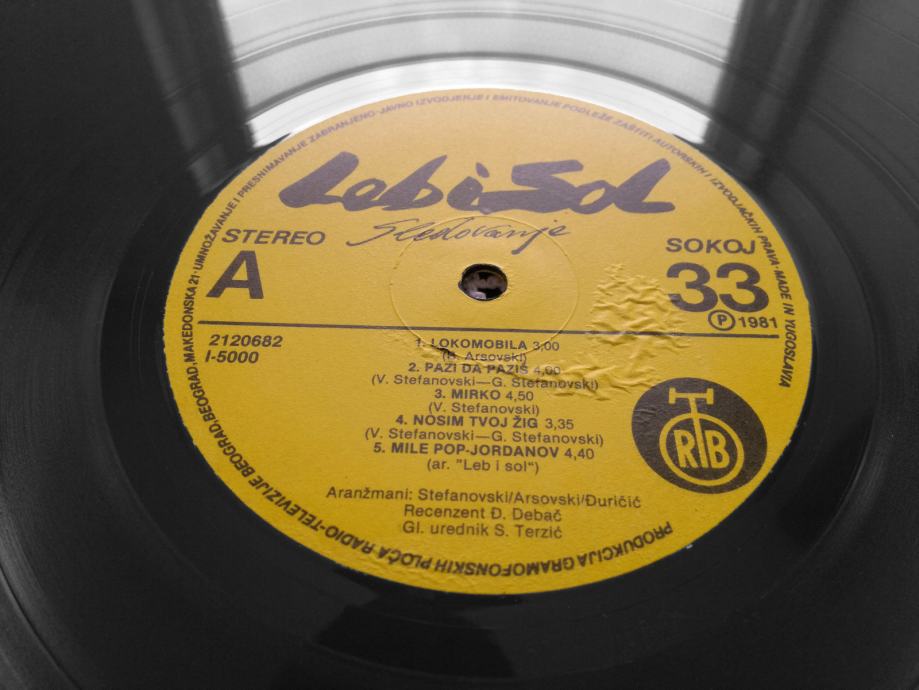 Leb i Sol
Sledovanje
STEREO
A
SOKOJ
33
Ⓟ 1981
2120682
I-5000
1. LOKOMOBILA 3,00
(B. Arsovski)
2. PAZI DA PAZIŠ 4,00
(V. Stefanovski—G. Stefanovski)
3. MIRKO 4,50
(V. Stefanovski)
4. NOSIM TVOJ ŽIG 3,35
(V. Stefanovski—G. Stefanovski)
5. MILE POP-JORDANOV 4,40
(ar. "Leb i sol")
Aranžmani: Stefanovski/Arsovski/Đuričić
Recenzent Đ. Debač
Gl. urednik S. Terzić
RTB
PRODUKCIJA GRAMOFONSKIH PLOČA RADIO-TELEVIZIJE BEOGRAD, BEOGRAD, MAKEDONSKA 21 · UMNOŽAVANJE I PRESNIMAVANJE ZABRANJENO · JAVNO IZVODJENJE I EMITOVANJE PODLEŽE ZAŠTITI AUTORSKIH I IZVODJAČKIH PRAVA · MADE IN YUGOSLAVIA